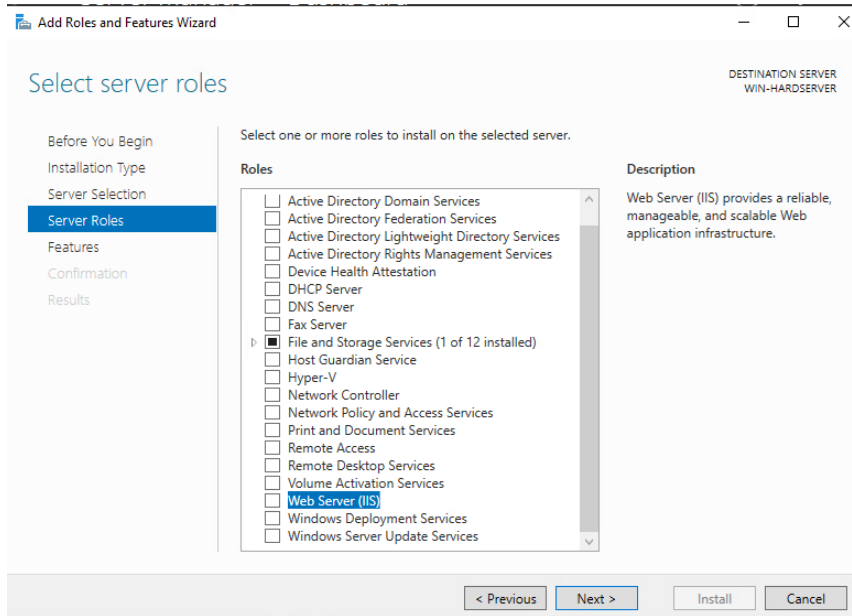 Add Roles and Features Wizard
Select server roles
DESTINATION SERVER
WIN-HARDSERVER
Before You Begin
Installation Type
Server Selection
Server Roles
Features
Confirmation
Results
Select one or more roles to install on the selected server.
Roles
Active Directory Domain Services
Active Directory Federation Services
Active Directory Lightweight Directory Services
Active Directory Rights Management Services
Device Health Attestation
DHCP Server
DNS Server
Fax Server
File and Storage Services (1 of 12 installed)
Host Guardian Service
Hyper-V
Network Controller
Network Policy and Access Services
Print and Document Services
Remote Access
Remote Desktop Services
Volume Activation Services
Web Server (IIS)
Windows Deployment Services
Windows Server Update Services
Description
Web Server (IIS) provides a reliable,
manageable, and scalable Web
application infrastructure.
< Previous
Next >
Install
Cancel